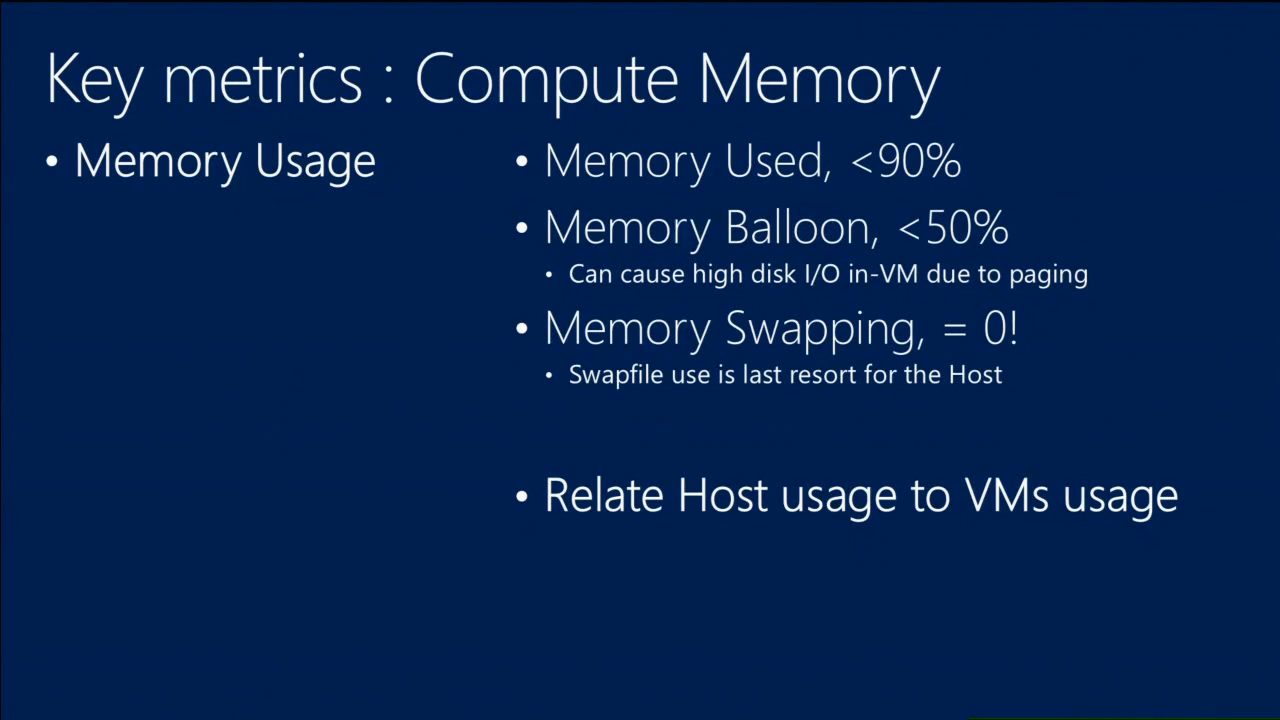 Key metrics : Compute Memory
• Memory Usage
• Memory Used, <90%
• Memory Balloon, <50%
• Can cause high disk I/O in-VM due to paging
• Memory Swapping, = 0!
• Swapfile use is last resort for the Host
• Relate Host usage to VMs usage